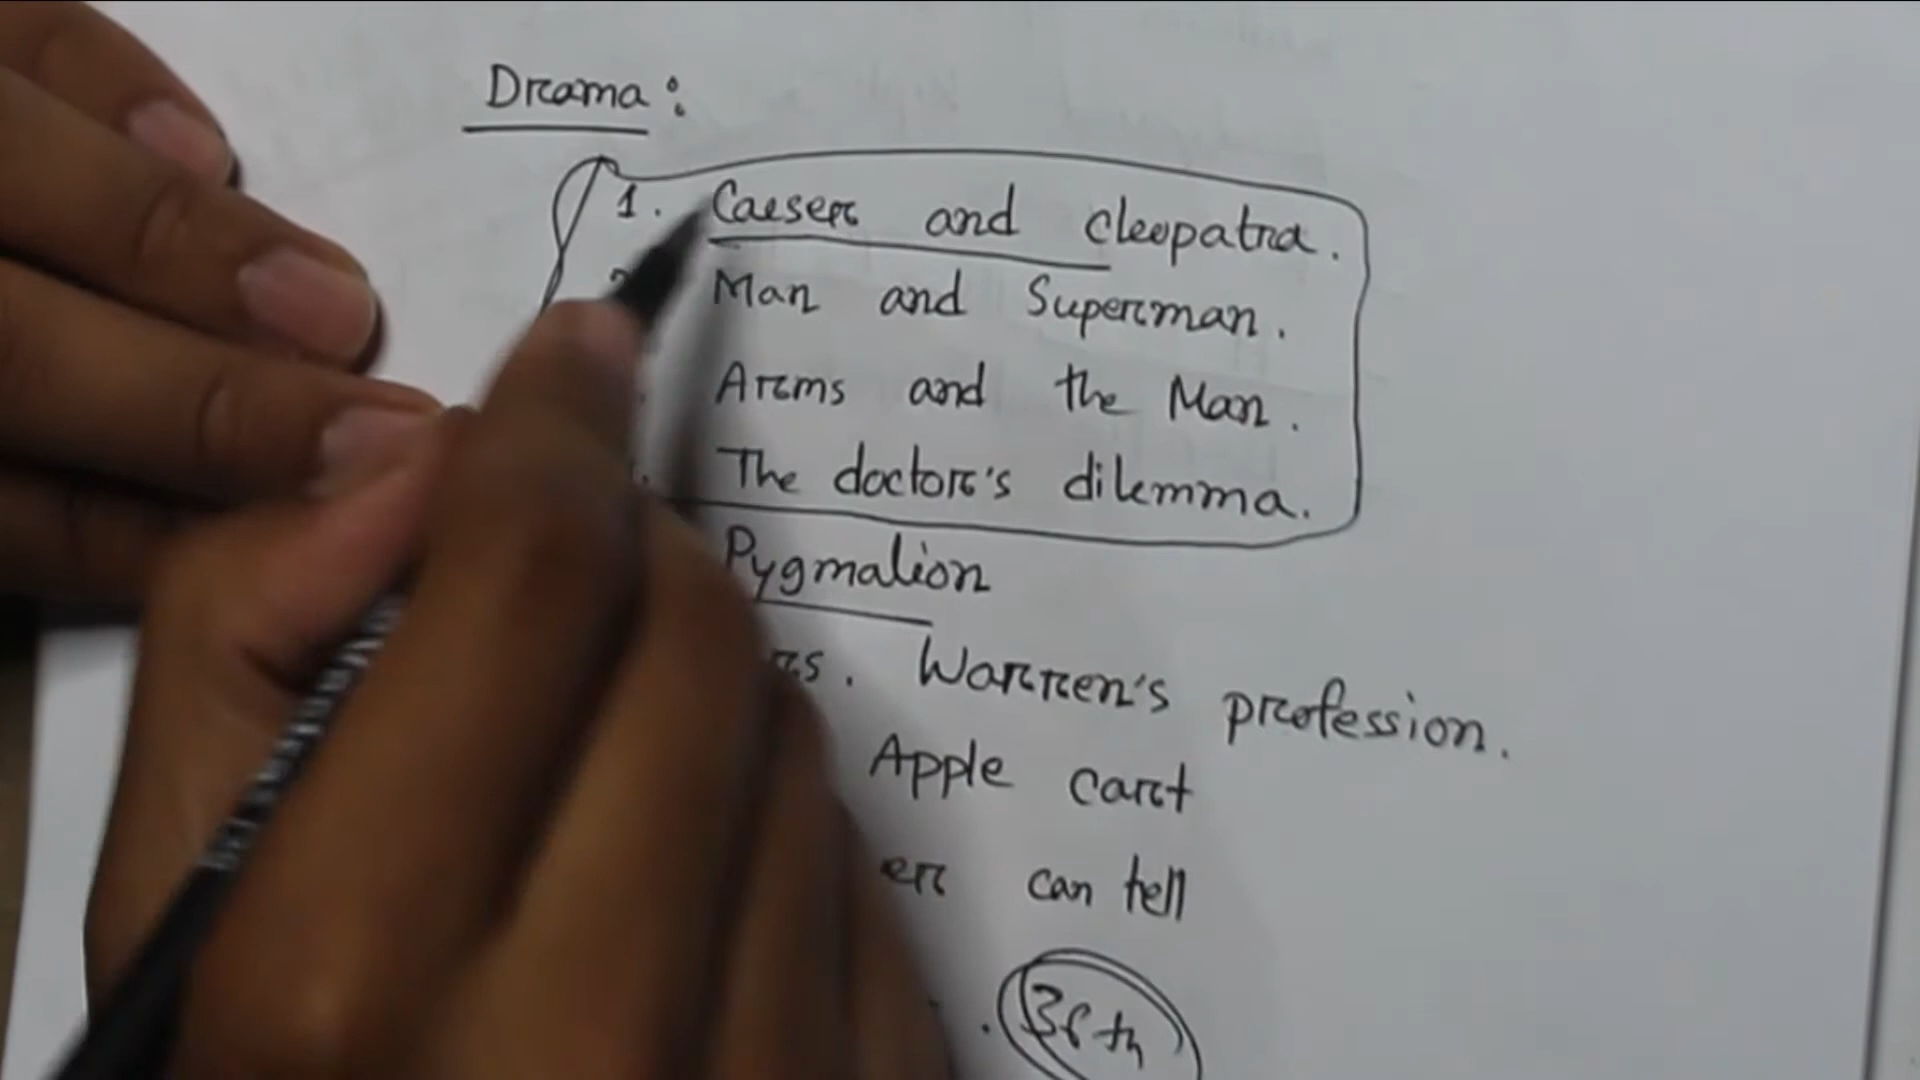 Drama :
1. Caeser and cleopatra.
Man and Superman.
Arms and the Man.
The doctor's dilemma.
Pygmalion
Warren's profession.
Apple cart
can tell